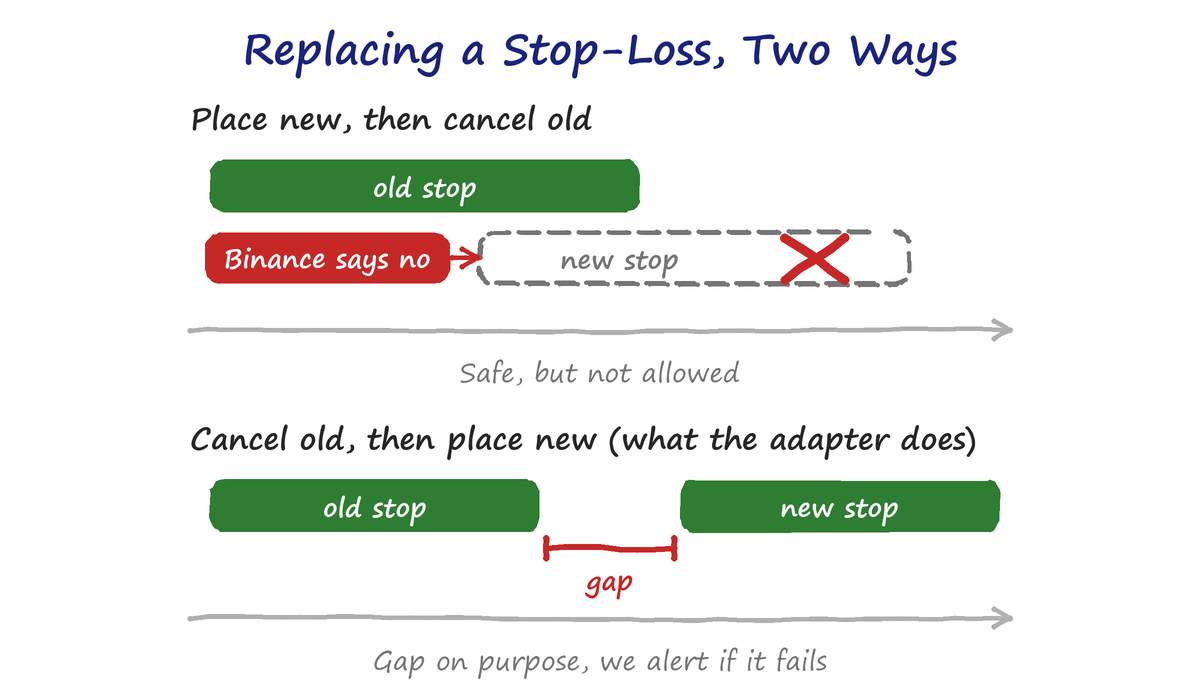 Replacing a Stop-Loss, Two Ways
Place new, then cancel old
old stop
Binance says no
new stop
Safe, but not allowed
Cancel old, then place new (what the adapter does)
old stop
new stop
gap
Gap on purpose, we alert if it fails